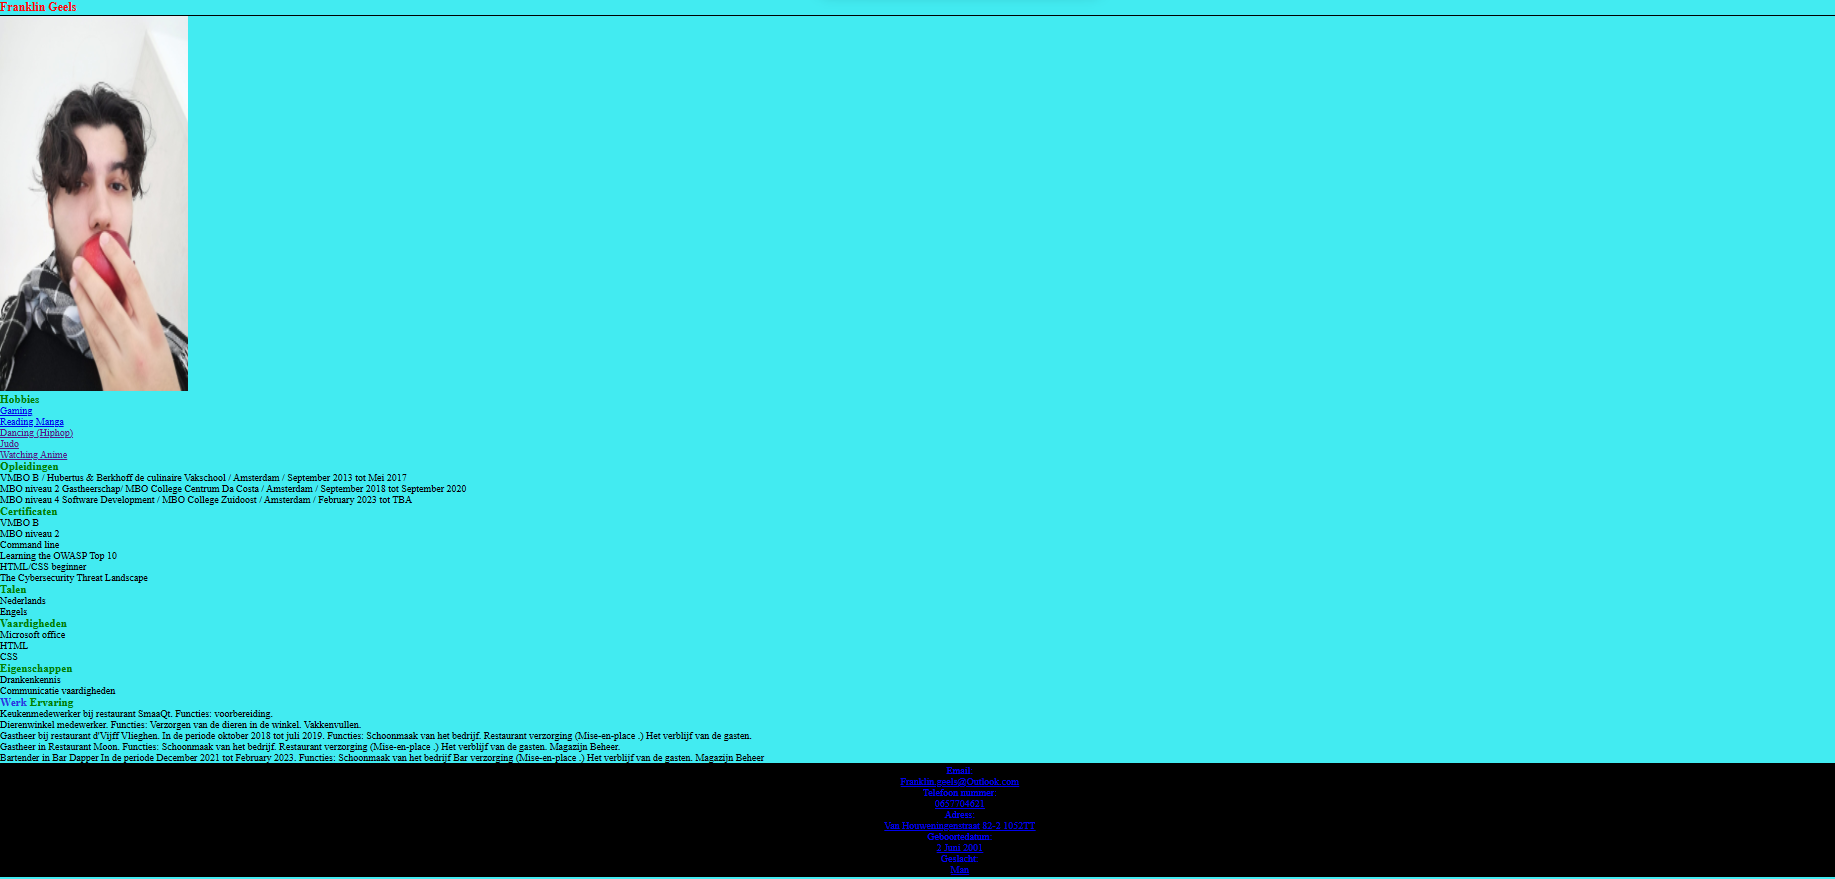 Franklin Geels
Hobbies
Gaming
Reading Manga
Dancing (Hiphop)
Judo
Watching Anime
Opleidingen
VMBO B / Hubertus & Berkhoff de culinaire Vakschool / Amsterdam / September 2013 tot Mei 2017
MBO niveau 2 Gastheerschap/ MBO College Centrum Da Costa / Amsterdam / September 2018 tot September 2020
MBO niveau 4 Software Development / MBO College Zuidoost / Amsterdam / February 2023 tot TBA
Certificaten
VMBO B
MBO niveau 2
Command line
Learning the OWASP Top 10
HTML/CSS beginner
The Cybersecurity Threat Landscape
Talen
Nederlands
Engels
Vaardigheden
Microsoft office
HTML
CSS
Eigenschappen
Drankenkennis
Communicatie vaardigheden
Werk Ervaring
Keukenmedewerker bij restaurant SmaaQt. Functies: voorbereiding.
Dierenwinkel medewerker. Functies: Verzorgen van de dieren in de winkel. Vakkenvullen.
Gastheer bij restaurant d'Vijff Vlieghen. In de periode oktober 2018 tot juli 2019. Functies: Schoonmaak van het bedrijf. Restaurant verzorging (Mise-en-place .) Het verblijf van de gasten.
Gastheer in Restaurant Moon. Functies: Schoonmaak van het bedrijf. Restaurant verzorging (Mise-en-place .) Het verblijf van de gasten. Magazijn Beheer.
Bartender in Bar Dapper In de periode December 2021 tot February 2023. Functies: Schoonmaak van het bedrijf Bar verzorging (Mise-en-place .) Het verblijf van de gasten. Magazijn Beheer
Email:
Franklin.geels@Outlook.com
Telefoon nummer:
0657704621
Adress:
Geboortedatum:
2 Juni 2001
Geslacht:
Man